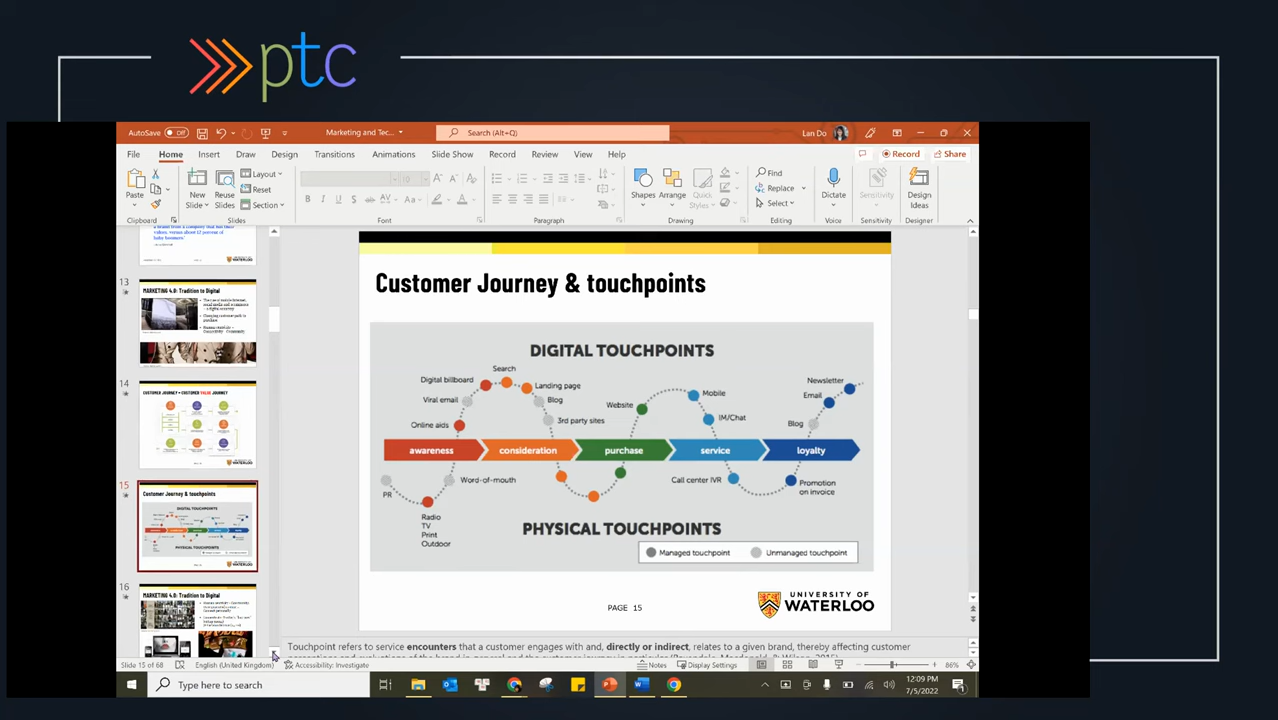 ptc
AutoSave Off
Marketing and Tec...
Search (Alt+Q)
Lan Do
File Home Insert Draw Design Transitions Animations Slide Show Record Review View Help
Record Share
Paste
New Slide
Reuse Slides
Layout
Reset
Section
Shapes
Arrange
Quick Styles
Find
Replace
Select
Dictate
Sensitivity
Design Ideas
Clipboard Slides Font Paragraph Drawing Editing Voice Sensitivity Designer
13
MARKETING 4.0: Tradition to Digital
14
CUSTOMER JOURNEY = CUSTOMER VALUE JOURNEY
WATERLOO
15
Customer Journey & touchpoints
DIGITAL TOUCHPOINTS
PHYSICAL TOUCHPOINTS
WATERLOO
16
MARKETING 4.0: Tradition to Digital
Customer Journey & touchpoints
DIGITAL TOUCHPOINTS
Search
Digital billboard
Landing page
Viral email
Blog
Online aids
3rd party sites
Website
Mobile
IM/Chat
Newsletter
Email
Blog
awareness
consideration
purchase
service
loyalty
PR
Word-of-mouth
Radio
TV
Print
Outdoor
Call center IVR
Promotion
on invoice
PHYSICAL TOUCHPOINTS
Managed touchpoint
Unmanaged touchpoint
PAGE 15
UNIVERSITY OF
WATERLOO
Touchpoint refers to service encounters that a customer engages with and, directly or indirect, relates to a given brand, thereby affecting customer
Slide 15 of 68
English (United Kingdom)
Accessibility: Investigate
Notes
Display Settings
86%
Type here to search
12:09 PM
7/5/2022